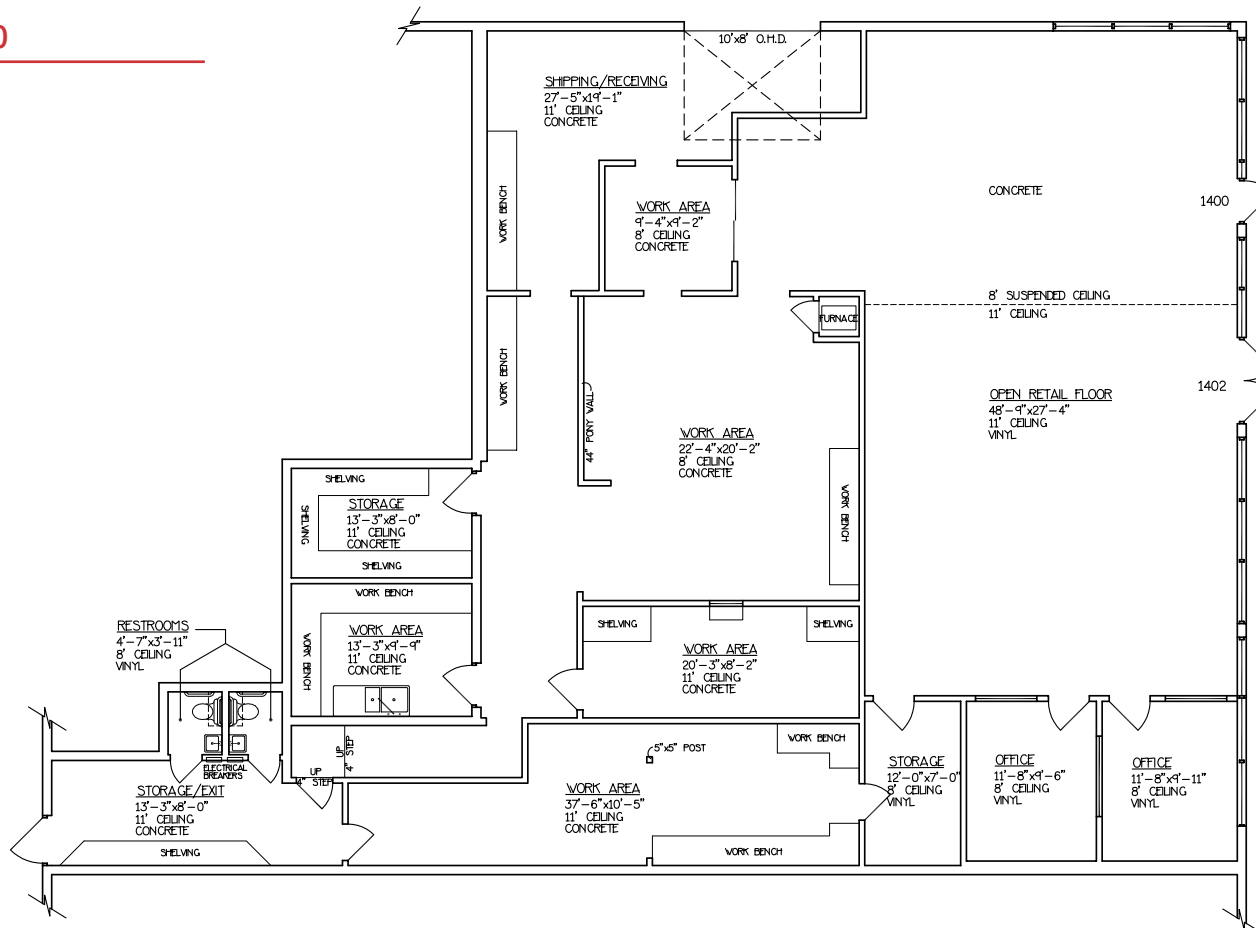 0
10'x8' O.H.D.
SHIPPING/RECEIVING
27'-5"x19'-1"
11' CEILING
CONCRETE
WORK BENCH
WORK AREA
9'-4"x9'-2"
8' CEILING
CONCRETE
CONCRETE
1400
8' SUSPENDED CEILING
11' CEILING
FURNACE
WORK BENCH
44" PONY WALL
1402
OPEN RETAIL FLOOR
48'-9"x27'-4"
11' CEILING
VINYL
WORK AREA
22'-4"x20'-2"
8' CEILING
CONCRETE
WORK BENCH
SHELVING
STORAGE
13'-3"x8'-0"
11' CEILING
CONCRETE
SHELVING
SHELVING
WORK BENCH
WORK AREA
13'-3"x9'-9"
11' CEILING
CONCRETE
WORK BENCH
RESTROOMS
4'-7"x3'-11"
8' CEILING
VINYL
SHELVING
SHELVING
WORK AREA
20'-3"x8'-2"
11' CEILING
CONCRETE
UP
4" STEP
UP
4" STEP
ELECTRICAL
BREAKERS
STORAGE/EXIT
13'-3"x8'-0"
11' CEILING
CONCRETE
SHELVING
5"x5" POST
WORK BENCH
WORK AREA
37'-6"x10'-5"
11' CEILING
CONCRETE
WORK BENCH
STORAGE
12'-0"x7'-0"
8' CEILING
VINYL
OFFICE
11'-8"x9'-6"
8' CEILING
VINYL
OFFICE
11'-8"x9'-11"
8' CEILING
VINYL